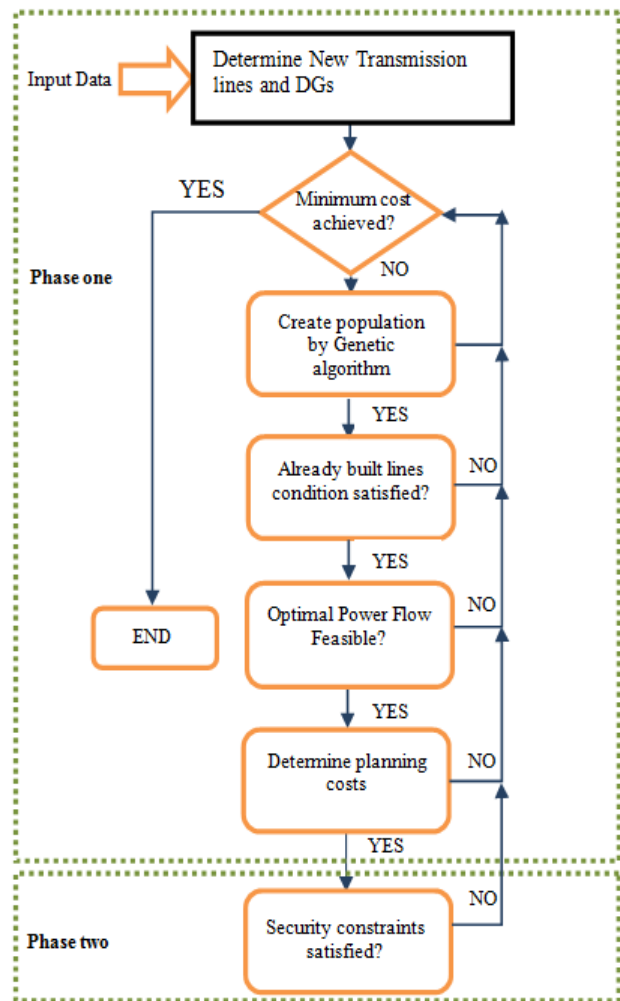 Determine New Transmission
lines and DGs
Input Data
YES
Minimum cost
achieved?
NO
Phase one
Create population
by Genetic
algorithm
YES
Already built lines
condition satisfied?
NO
YES
Optimal Power Flow
Feasible?
NO
END
YES
Determine planning
costs
NO
YES
NO
Security constraints
satisfied?
Phase two